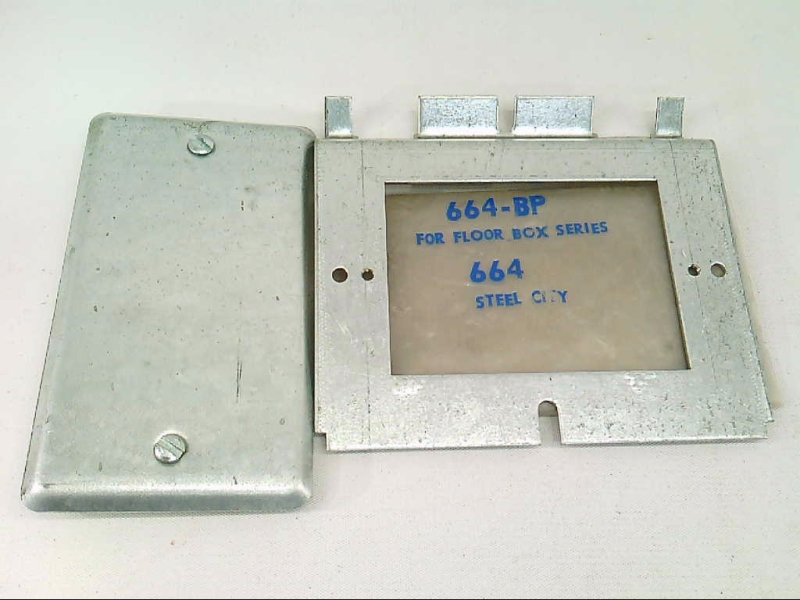 664-BP
FOR FLOOR BOX SERIES
664
STEEL CITY